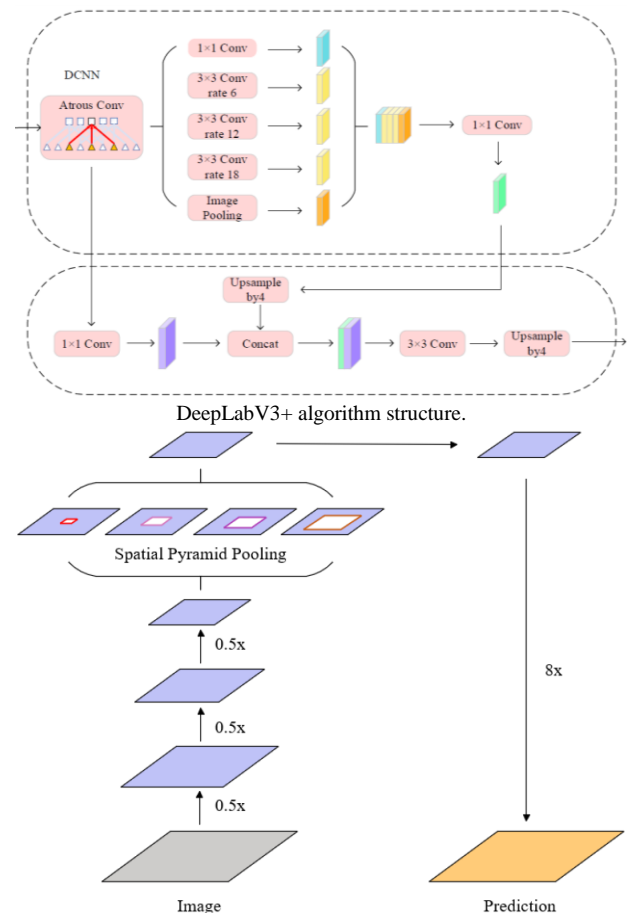 DCNN
Atrous Conv
1×1 Conv
3×3 Conv
rate 6
3×3 Conv
rate 12
3×3 Conv
rate 18
Image
Pooling
1×1 Conv
Upsample
by4
1×1 Conv
Concat
3×3 Conv
Upsample
by4
DeepLabV3+ algorithm structure.
Spatial Pyramid Pooling
0.5x
0.5x
0.5x
8x
Image
Prediction